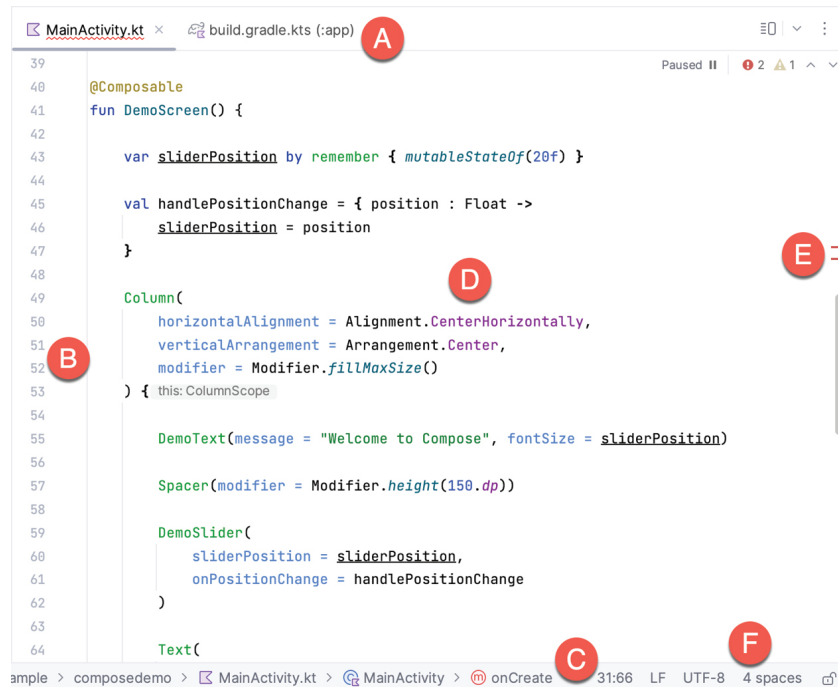 MainActivity.kt × build.gradle.kts (:app) A
39 Paused 2 1
40 @Composable
41 fun DemoScreen() {
42
43 var sliderPosition by remember { mutableStateOf(20f) }
44
45 val handlePositionChange = { position : Float ->
46 sliderPosition = position
47 }
E
48
D
49 Column(
50 horizontalAlignment = Alignment.CenterHorizontally,
51 verticalArrangement = Arrangement.Center,
B
52 modifier = Modifier.fillMaxSize()
53 ) { this: ColumnScope
54
55 DemoText(message = "Welcome to Compose", fontSize = sliderPosition)
56
57 Spacer(modifier = Modifier.height(150.dp))
58
59 DemoSlider(
60 sliderPosition = sliderPosition,
61 onPositionChange = handlePositionChange
62 )
63
64 Text(
F
C
ample > composedemo > MainActivity.kt > MainActivity > m onCreate 31:66 LF UTF-8 4 spaces